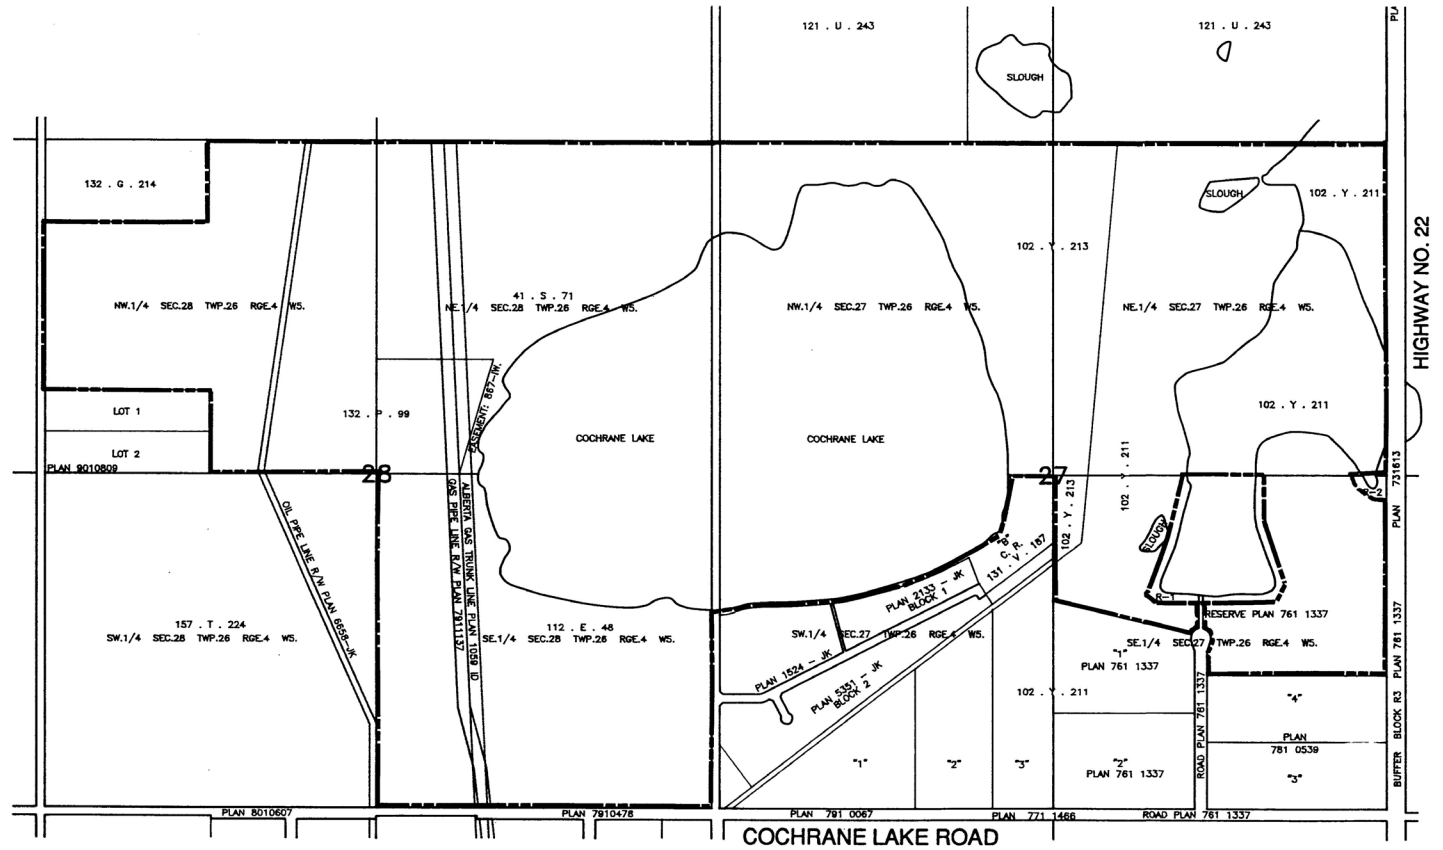 121 . U . 243
121 . U . 243
SLOUGH
132 . G . 214
SLOUGH
102 . Y . 211
102 . Y . 213
HIGHWAY NO. 22
41 . S . 71
NW.1/4 SEC.28 TWP.26 RGE.4 W5.
NE.1/4 SEC.28 TWP.26 RGE.4 W5.
NW.1/4 SEC.27 TWP.26 RGE.4 W5.
NE.1/4 SEC.27 TWP.26 RGE.4 W5.
EASEMENT: 867-IW.
LOT 1
132 . P . 99
102 . Y . 211
COCHRANE LAKE
COCHRANE LAKE
LOT 2
PLAN 9010809
28
27
102 . Y . 211
102 . Y . 213
R-2
PLAN 731613
OIL PIPE LINE R/W PLAN 6658-JK
GAS PIPE LINE R/W PLAN 7911137
ALBERTA GAS TRUNK LINE PLAN 1059 ID
SLOUGH
"B"
C. R.
131 . V . 187
PLAN 2133 - JK
BLOCK 1
R-1
RESERVE PLAN 761 1337
157 . T . 224
112 . E . 48
SW.1/4 SEC.28 TWP.26 RGE.4 W5.
SE.1/4 SEC.28 TWP.26 RGE.4 W5.
SW.1/4 SEC.27 TWP.26 RGE.4 W5.
SE.1/4 SEC.27 TWP.26 RGE.4 W5.
"1"
PLAN 761 1337
PLAN 1524 - JK
PLAN 5351 - JK
BLOCK 2
102 . Y . 211
"4"
PLAN
781 0539
"3"
ROAD PLAN 761 1337
BUFFER BLOCK R3 PLAN 761 1337
"1"
"2"
"3"
"2"
PLAN 761 1337
PLAN 8010607
PLAN 7910478
PLAN 791 0067
PLAN 771 1466
ROAD PLAN 761 1337
COCHRANE LAKE ROAD